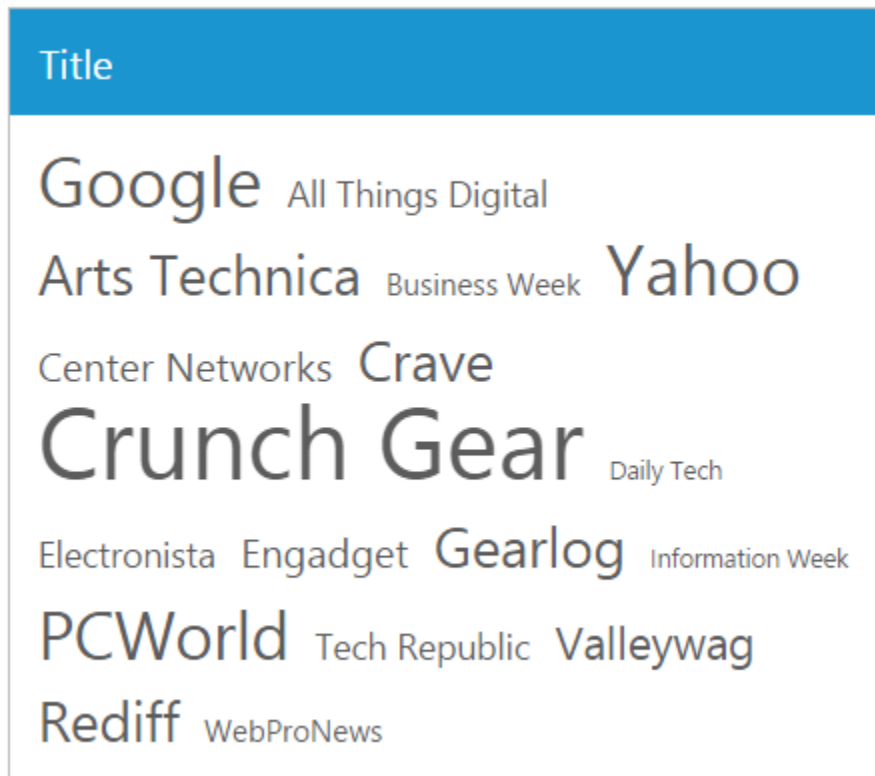 Title
Google All Things Digital
Arts Technica Business Week Yahoo
Center Networks Crave
Crunch Gear Daily Tech
Electronista Engadget Gearlog Information Week
PCWorld Tech Republic Valleywag
Rediff WebProNews